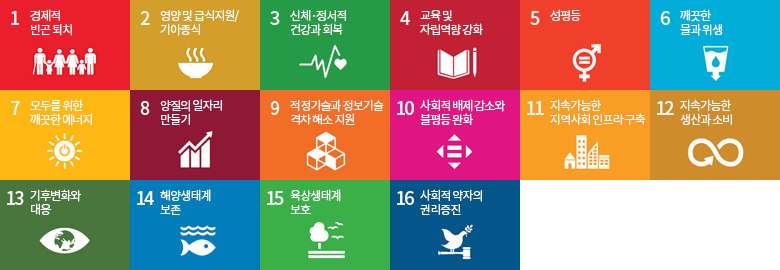 1 경제적
빈곤 퇴치
2 영양 및 급식지원/
기아종식
3 신체·정서적
건강과 회복
4 교육 및
자립역량 강화
5 성평등
6 깨끗한
물과 위생
7 모두를 위한
깨끗한 에너지
8 양질의 일자리
만들기
9 적정기술과 정보기술
격차 해소 지원
10 사회적 배제 감소와
불평등 완화
11 지속가능한
지역사회 인프라 구축
12 지속가능한
생산과 소비
13 기후변화와
대응
14 해양생태계
보존
15 육상생태계
보호
16 사회적 약자의
권리증진